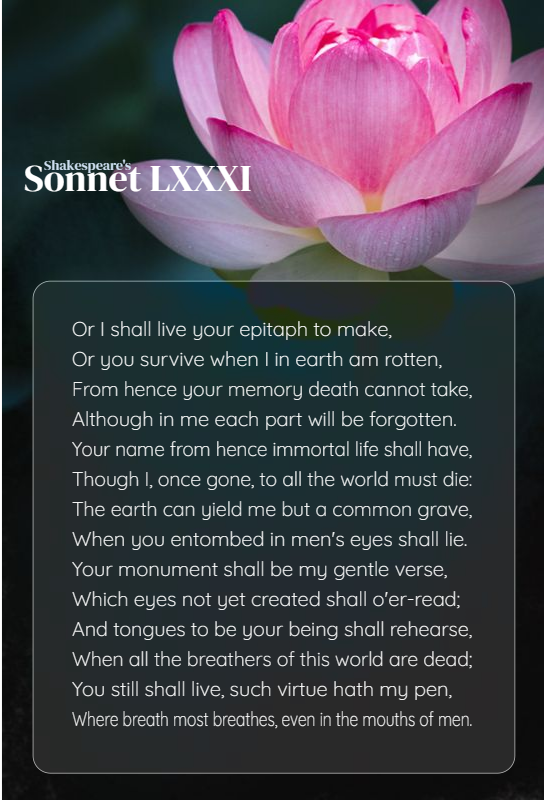 Shakespeare's
Sonnet LXXXI
Or I shall live your epitaph to make,
Or you survive when I in earth am rotten,
From hence your memory death cannot take,
Although in me each part will be forgotten.
Your name from hence immortal life shall have,
Though I, once gone, to all the world must die:
The earth can yield me but a common grave,
When you entombed in men's eyes shall lie.
Your monument shall be my gentle verse,
Which eyes not yet created shall o'er-read;
And tongues to be your being shall rehearse,
When all the breathers of this world are dead;
You still shall live, such virtue hath my pen,
Where breath most breathes, even in the mouths of men.